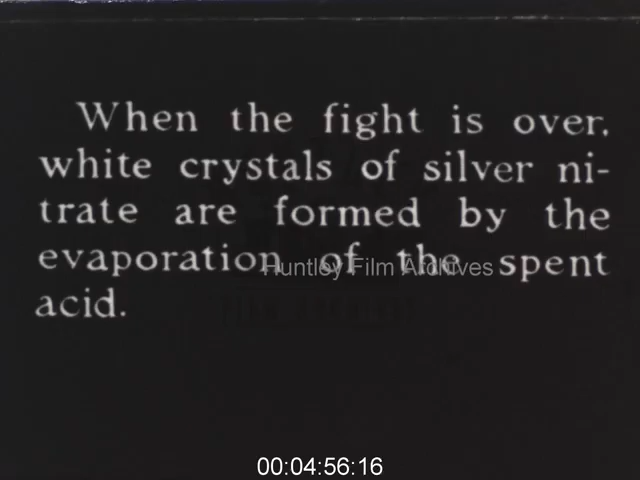 When the fight is over,
white crystals of silver ni-
trate are formed by the
evaporation of the spent
acid.
Huntley Film Archives
00:04:56:16